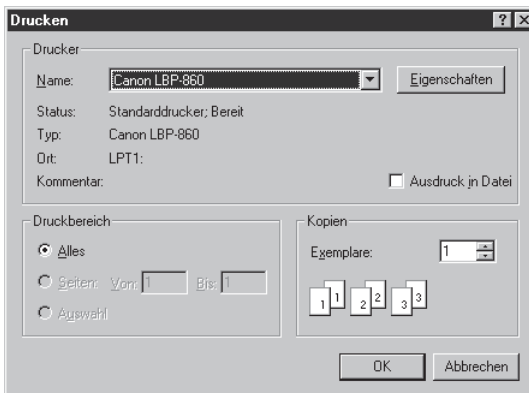 Drucken
Drucker
Name: Canon LBP-860 Eigenschaften
Status: Standarddrucker; Bereit
Typ: Canon LBP-860
Ort: LPT1:
Kommentar: Ausdruck in Datei
Druckbereich
Alles
Seiten: Von: 1 Bis: 1
Auswahl
Kopien
Exemplare: 1
1 1 2 2 3 3
OK Abbrechen